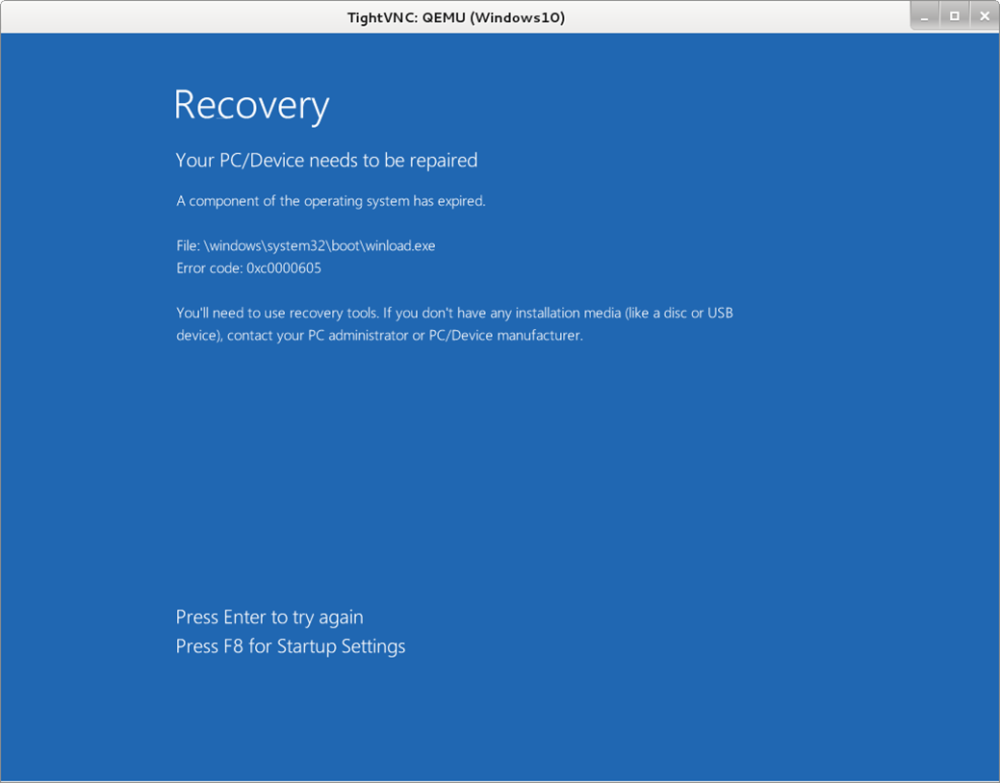 TightVNC: QEMU (Windows10)
Recovery
Your PC/Device needs to be repaired
A component of the operating system has expired.
File: \windows\system32\boot\winload.exe
Error code: 0xc0000605
You'll need to use recovery tools. If you don't have any installation media (like a disc or USB
device), contact your PC administrator or PC/Device manufacturer.
Press Enter to try again
Press F8 for Startup Settings